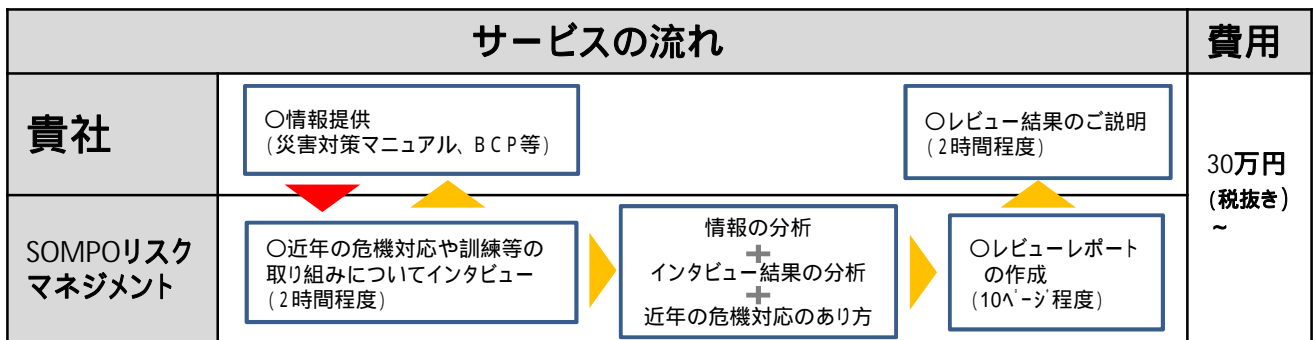 サービスの流れ
費用
貴社
〇情報提供
(災害対策マニュアル、BCP等)
〇レビュー結果のご説明
(2時間程度)
30万円
(税抜き)
~
SOMPOリスク
マネジメント
〇近年の危機対応や訓練等の
取り組みについてインタビュー
(2時間程度)
情報の分析
+
インタビュー結果の分析
+
近年の危機対応のあり方
〇レビューレポート
の作成
(10ページ程度)